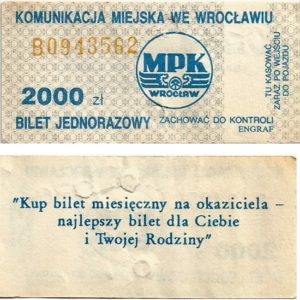 KOMUNIKACJA MIEJSKA WE WROCŁAWIU
B0943562
MPK
WROCŁAW
2000 zł
BILET JEDNORAZOWY
ZACHOWAĆ DO KONTROLI
ENGRAF
TU KASOWAĆ
ZARAZ PO WEJŚCIU
DO POJAZDU
"Kup bilet miesięczny na okaziciela –
najlepszy bilet dla Ciebie
i Twojej Rodziny"